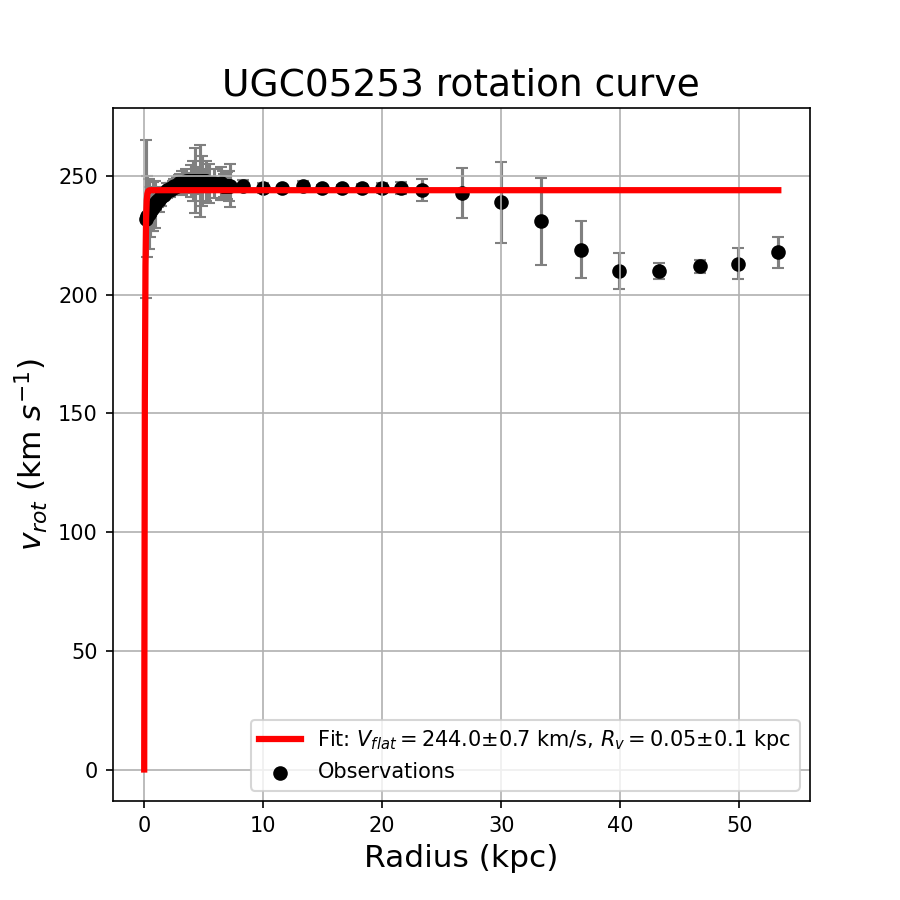 UGC05253 rotation curve
250
200
150
100
50
0
v_rot (km s⁻¹)
Fit: V_flat = 244.0±0.7 km/s, R_v = 0.05±0.1 kpc
Observations
0 10 20 30 40 50
Radius (kpc)